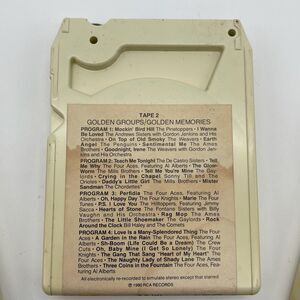 TAPE 2
GOLDEN GROUPS/GOLDEN MEMORIES
PROGRAM 1: Mockin' Bird Hill The Pinetoppers • I Wanna
Be Loved The Andrews Sisters with Gordon Jenkins and His
Orchestra • On Top of Old Smoky The Weavers • Earth
Angel The Penguins • Sentimental Me The Ames
Brothers • Goodnight, Irene The Weavers with Gordon Jenkins
and His Orchestra
PROGRAM 2: Teach Me Tonight The De Castro Sisters • Tell
Me Why The Four Aces, Featuring Al Alberts • The Glow-
Worm The Mills Brothers • Tell Me You're Mine The Gay-
lords • Crying in the Chapel Sonny Til and The
Orioles • Daddy's Little Girl The Mills Brothers • Mister
Sandman The Chordettes
PROGRAM 3: Perfidia The Four Aces, Featuring Al
Alberts • Oh, Happy Day The Four Knights • Marie The Four
Tunes • P.S. I Love You The Hilltoppers, Featuring Jimmy
Sacca • Hearts of Stone The Fontane Sisters with Billy
Vaughn and His Orchestra • Rag Mop The Ames
Brothers • The Little Shoemaker The Gaylords • Rock
Around the Clock Bill Haley and The Comets
PROGRAM 4: Love Is a Many-Splendored Thing The Four
Aces • A Garden in the Rain The Four Aces, Featuring Al
Alberts • Sh-Boom (Life Could Be a Dream) The Crew
Cuts • Oh, Baby Mine (I Get So Lonely) The Four
Knights • The Gang That Sang "Heart of My Heart" The Four
Aces • The Naughty Lady of Shady Lane The Ames
Brothers • Three Coins in the Fountain The Four Aces, Fea-
turing Al Alberts
All electronically re-recorded to simulate stereo except that shown in *
℗ 1980 RCA RECORDS